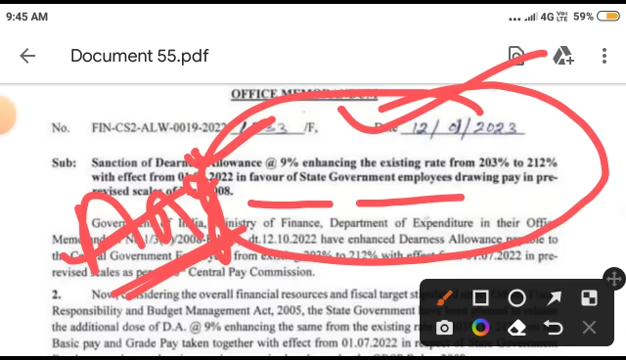 9:45 AM 4G 59%
Document 55.pdf
OFFICE MEMORANDUM
No. FIN-CS2-ALW-0019-2022 /F, Date 12/01/2023
Sub: Sanction of Dearness Allowance @ 9% enhancing the existing rate from 203% to 212%
with effect from 2022 in favour of State Government employees drawing pay in pre-
revised scales of 2008.
Government of India, Ministry of Finance, Department of Expenditure in their Office
dt.12.10.2022 have enhanced Dearness Allowance to
the Central Government from existing 203% to 212% with effect .07.2022 in pre-
revised scales as per Central Pay Commission.
2. Now, considering the overall financial resources and fiscal target
Responsibility and Budget Management Act, 2005, the State Government
the additional dose of D.A. @ 9% enhancing the same from the existing
Basic pay and Grade Pay taken together with effect from 01.07.2022 in